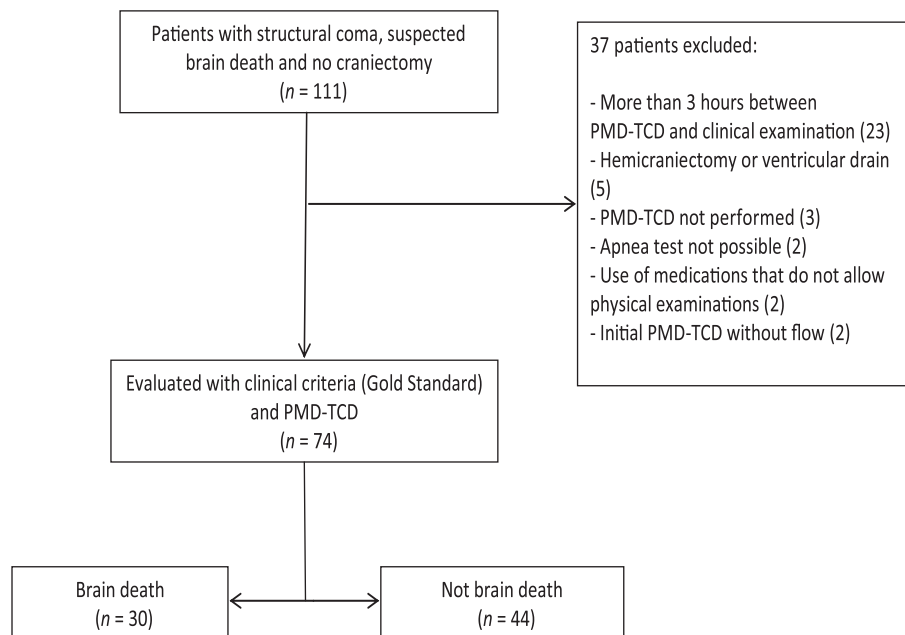 Patients with structural coma, suspected
brain death and no craniectomy
(n = 111)
37 patients excluded:
- More than 3 hours between
PMD-TCD and clinical examination (23)
- Hemicraniectomy or ventricular drain
(5)
- PMD-TCD not performed (3)
- Apnea test not possible (2)
- Use of medications that do not allow
physical examinations (2)
- Initial PMD-TCD without flow (2)
Evaluated with clinical criteria (Gold Standard)
and PMD-TCD
(n = 74)
Brain death
(n = 30)
Not brain death
(n = 44)